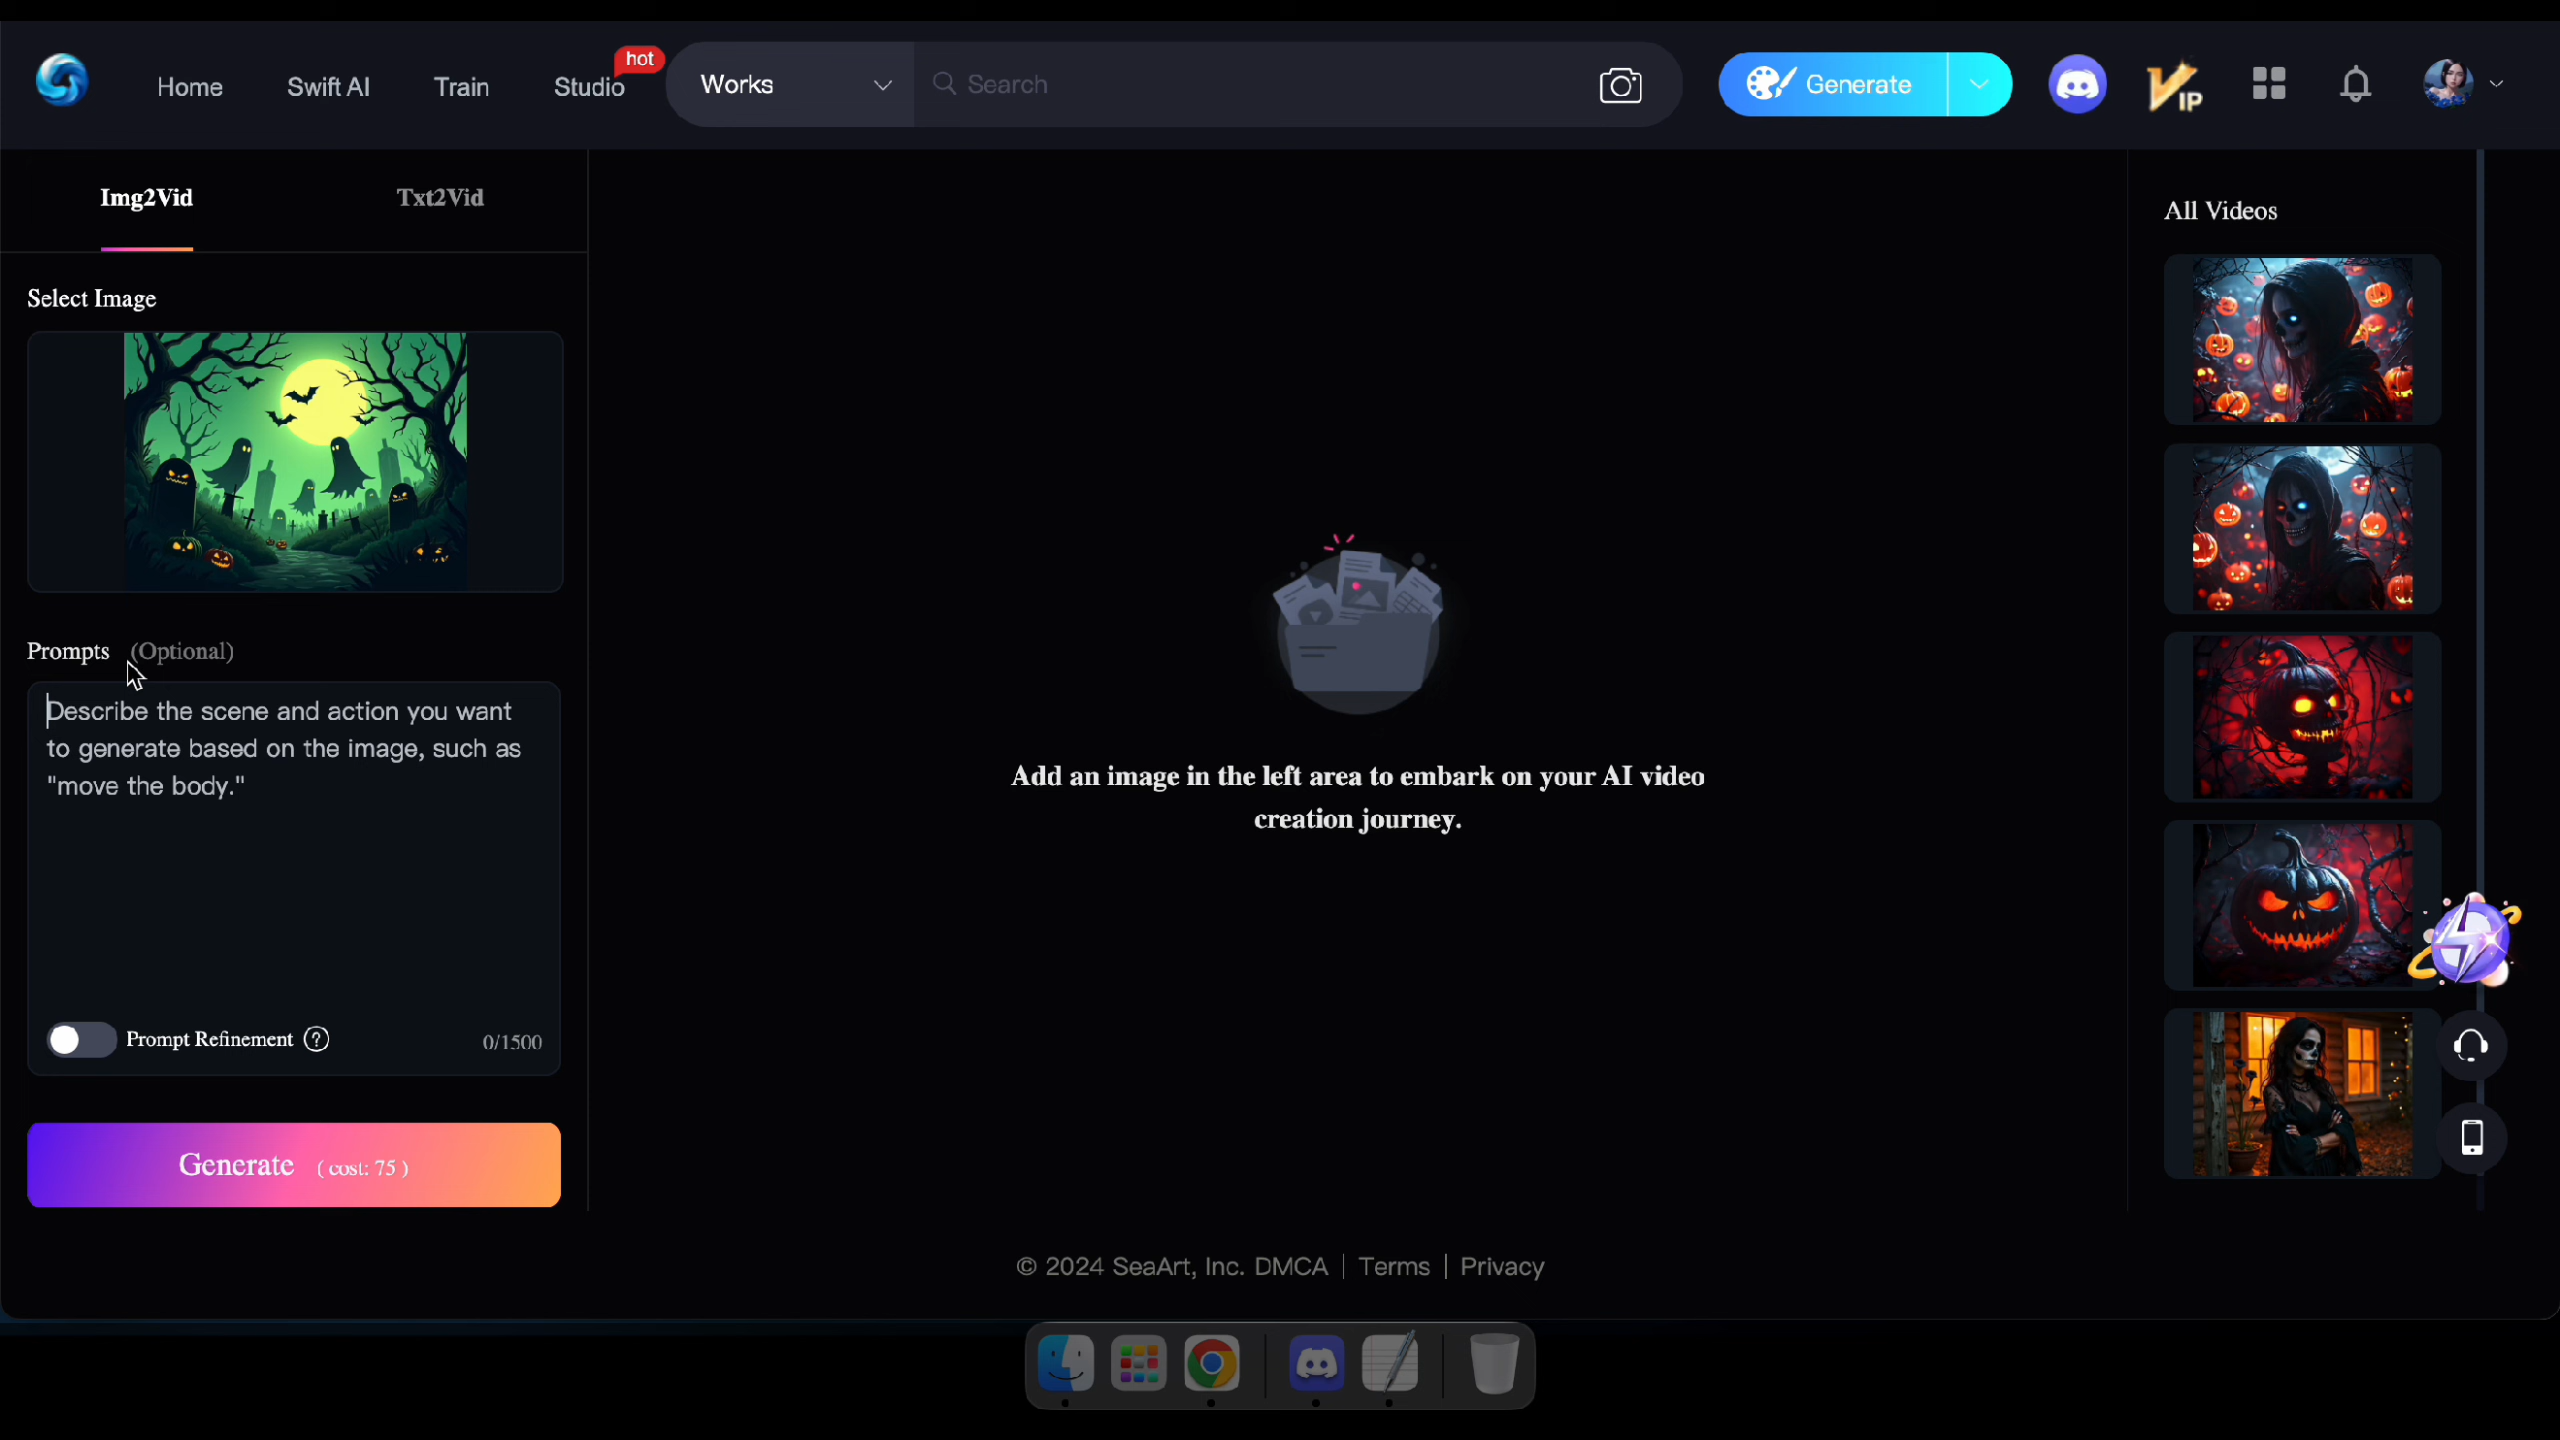 Home
Swift AI
Train
Studio
hot
Works
Search
Generate
VIP
Img2Vid
Txt2Vid
Select Image
Prompts (Optional)
Describe the scene and action you want
to generate based on the image, such as
"move the body."
Prompt Refinement ?
0/1500
Generate ( cost: 75 )
Add an image in the left area to embark on your AI video
creation journey.
All Videos
© 2024 SeaArt, Inc. DMCA | Terms | Privacy